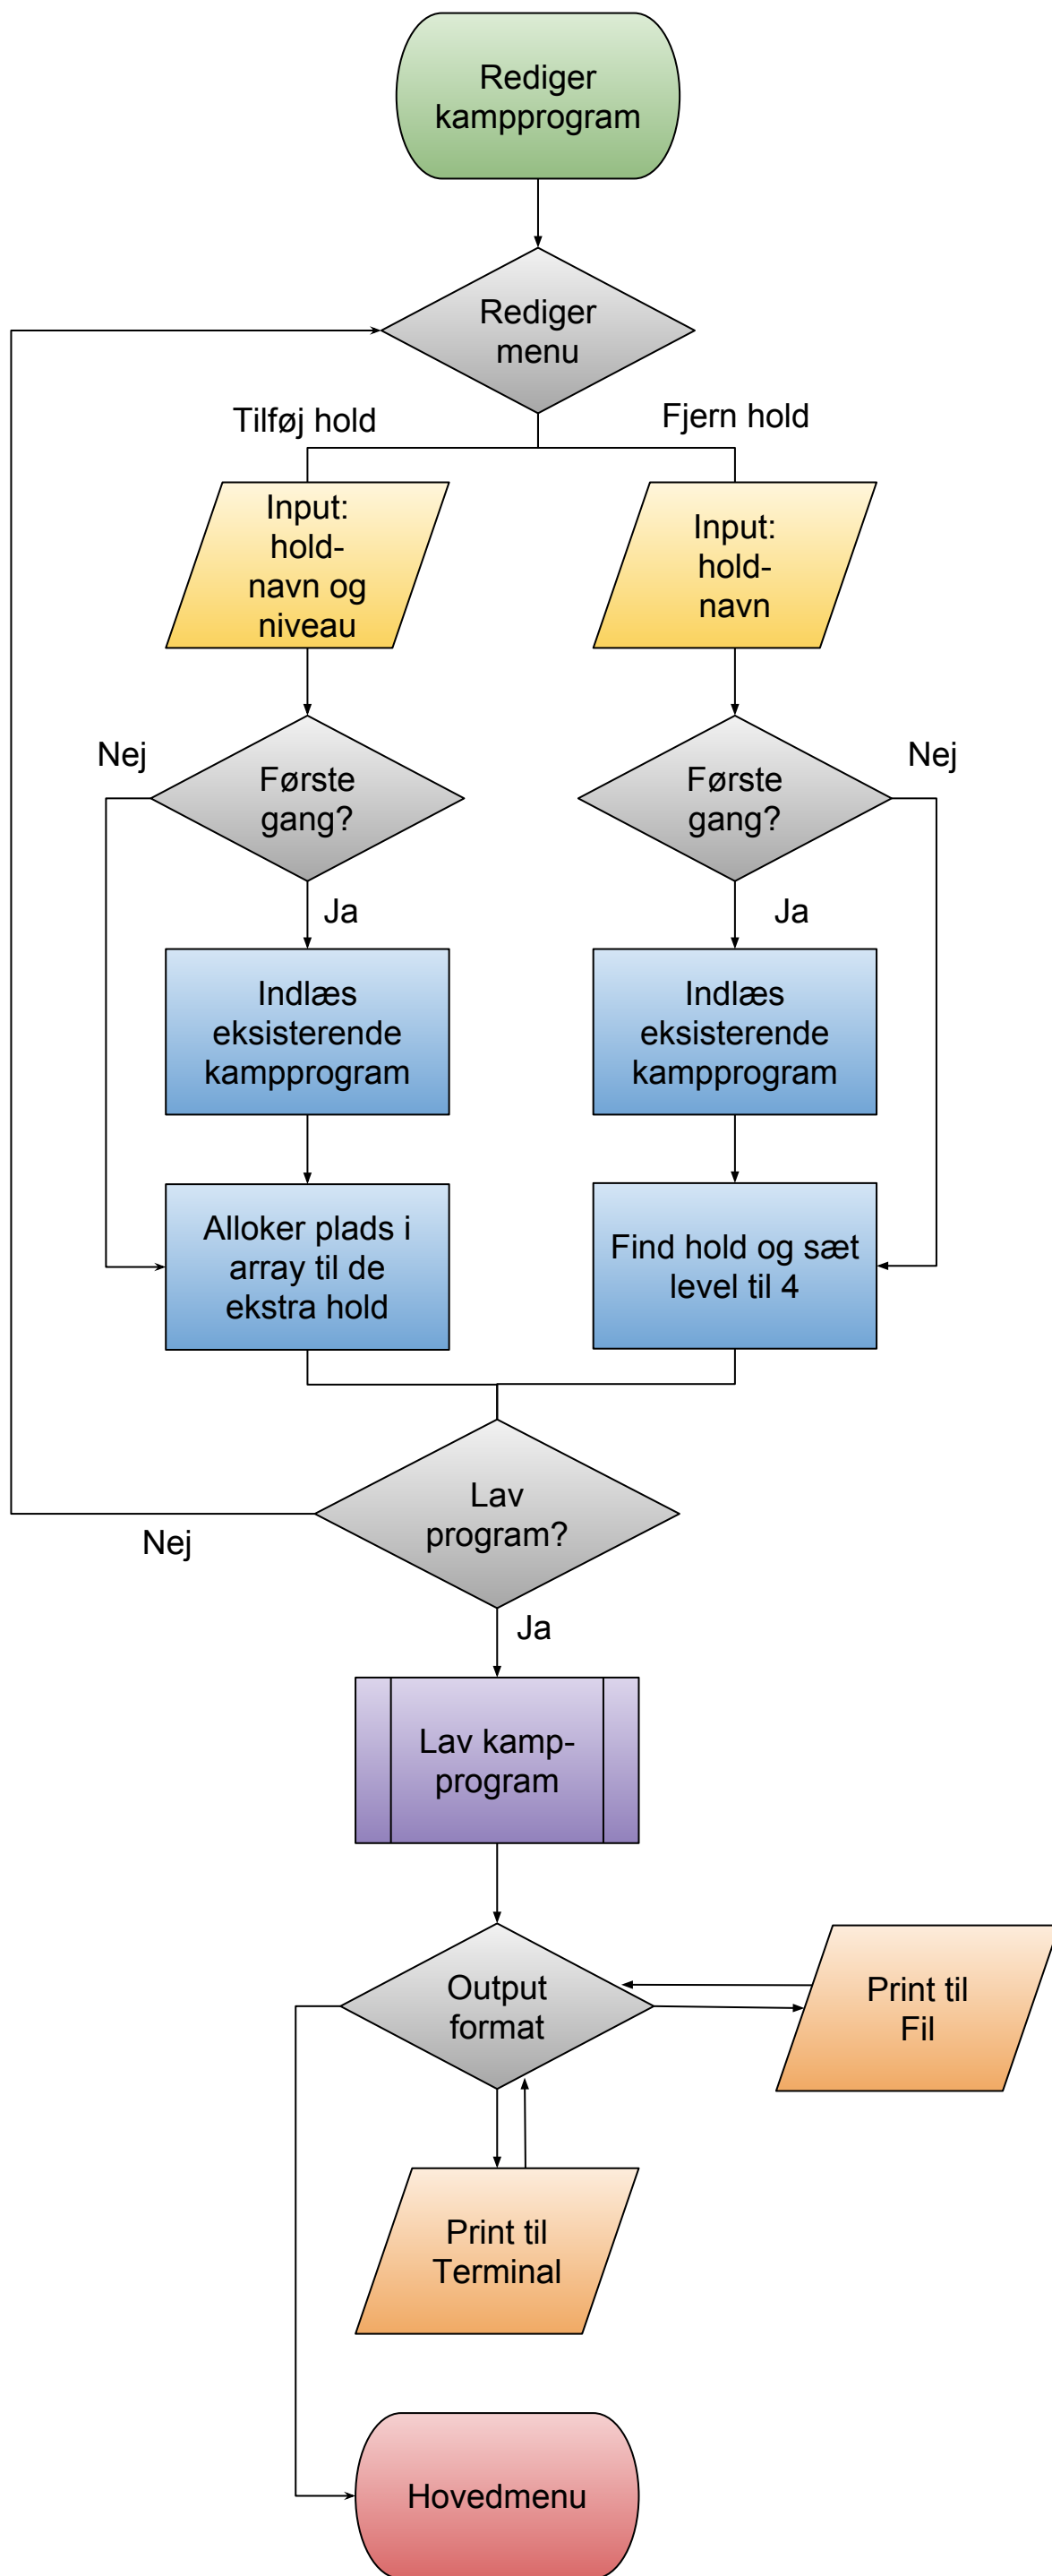 Rediger
kampprogram
Rediger
menu
Tilføj hold
Fjern hold
Input:
hold-
navn og
niveau
Input:
hold-
navn
Nej
Første
gang?
Første
gang?
Nej
Ja
Ja
Indlæs
eksisterende
kampprogram
Indlæs
eksisterende
kampprogram
Alloker plads i
array til de
ekstra hold
Find hold og sæt
level til 4
Lav
program?
Nej
Ja
Lav kamp-
program
Output
format
Print til
Fil
Print til
Terminal
Hovedmenu